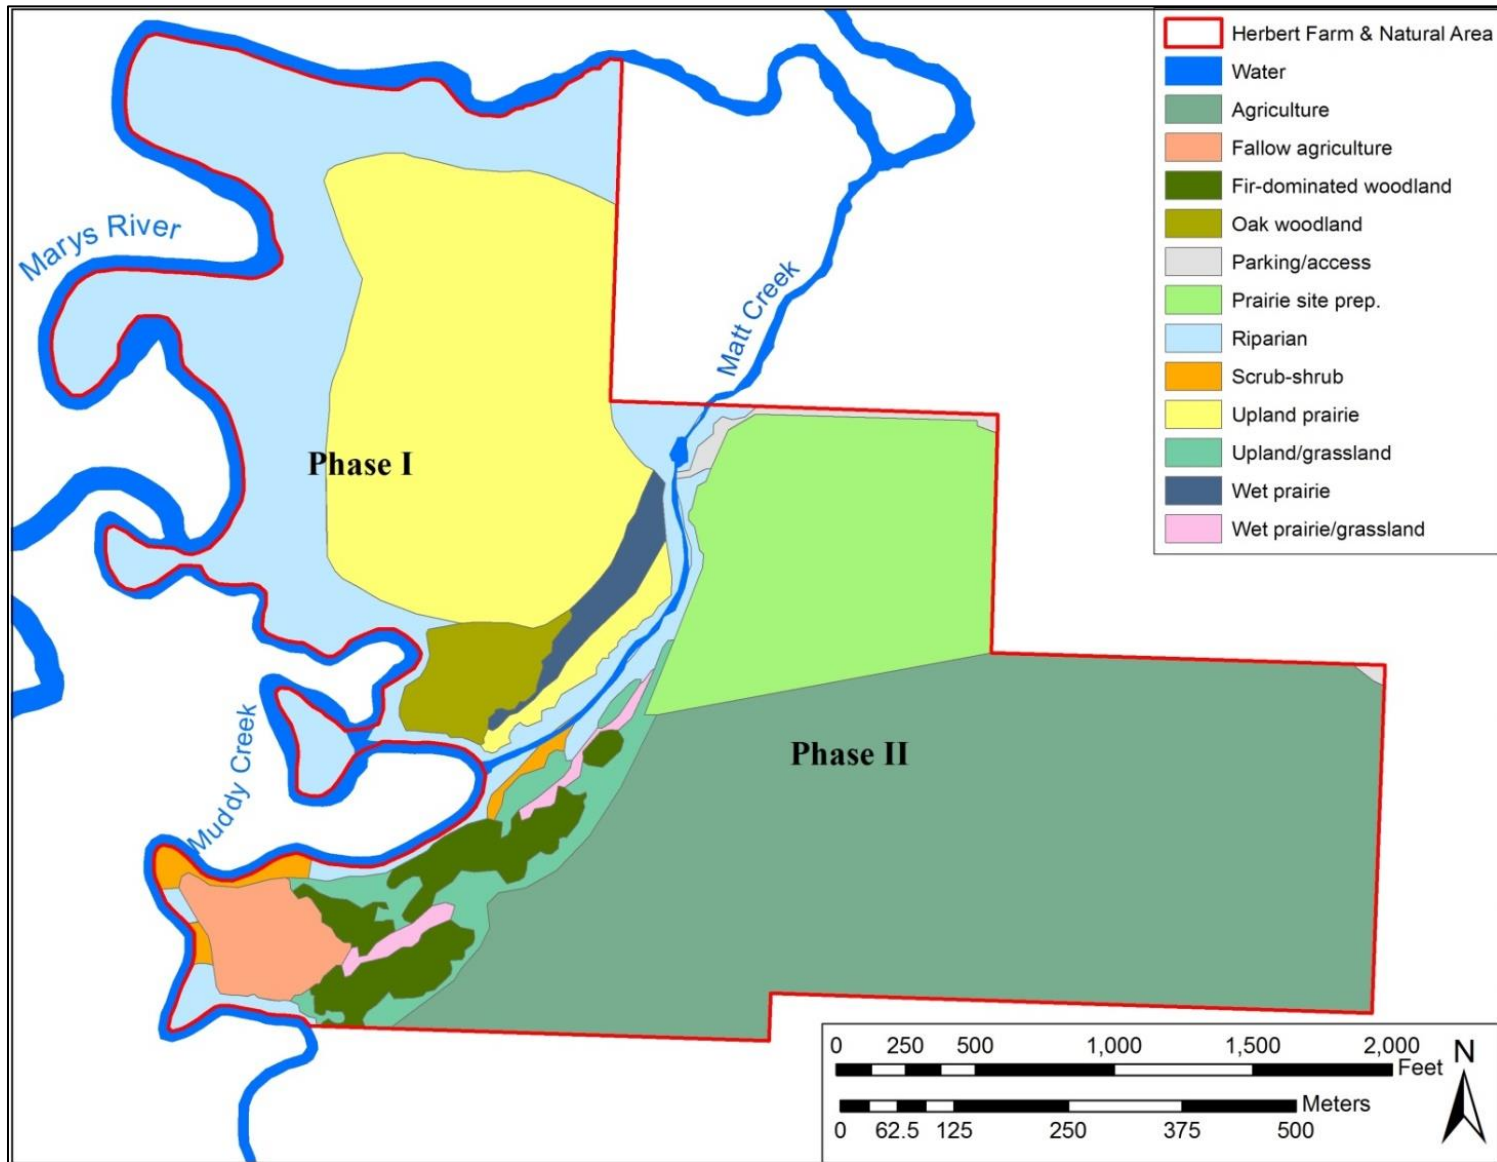 Herbert Farm & Natural Area
Water
Agriculture
Fallow agriculture
Fir-dominated woodland
Oak woodland
Parking/access
Prairie site prep.
Riparian
Scrub-shrub
Upland prairie
Upland/grassland
Wet prairie
Wet prairie/grassland
Marys River
Matt Creek
Phase I
Phase II
Muddy Creek
0 250 500 1,000 1,500 2,000
Feet
Meters
0 62.5 125 250 375 500
N